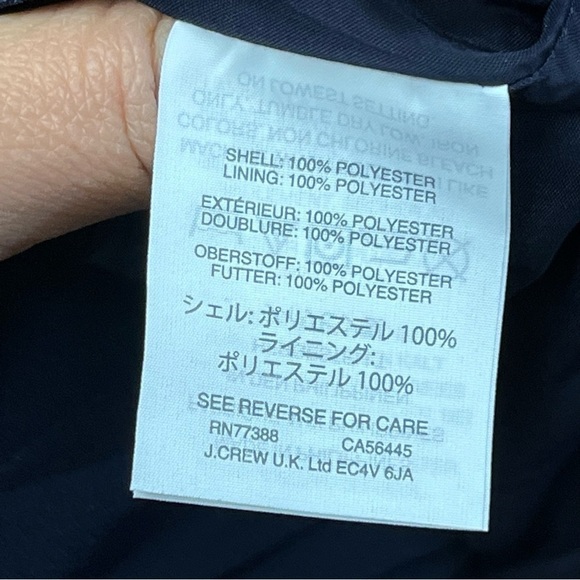 SHELL: 100% POLYESTER
LINING: 100% POLYESTER
EXTÉRIEUR: 100% POLYESTER
DOUBLURE: 100% POLYESTER
OBERSTOFF: 100% POLYESTER
FUTTER: 100% POLYESTER
シェル: ポリエステル 100%
ライニング:
ポリエステル 100%
SEE REVERSE FOR CARE
RN77388 CA56445
J.CREW U.K. Ltd EC4V 6JA